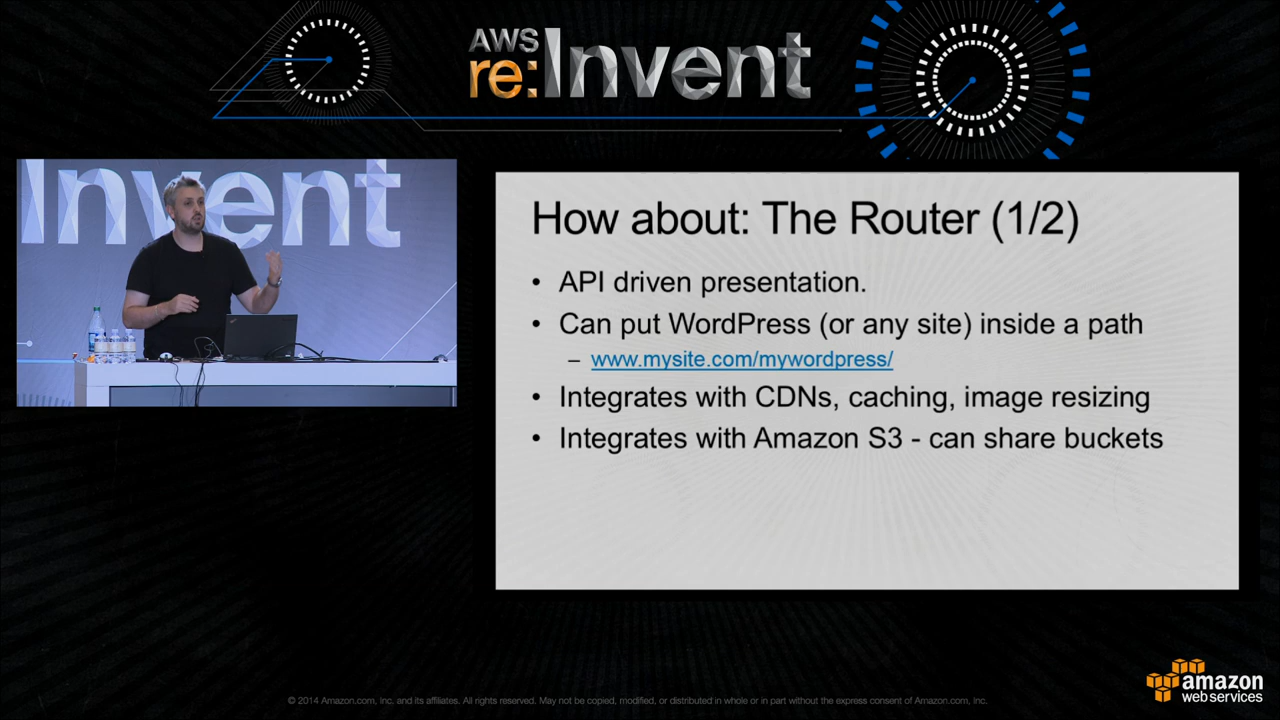 AWS
re:Invent
Invent
How about: The Router (1/2)
• API driven presentation.
• Can put WordPress (or any site) inside a path
– www.mysite.com/mywordpress/
• Integrates with CDNs, caching, image resizing
• Integrates with Amazon S3 - can share buckets
© 2014 Amazon.com, Inc. and its affiliates. All rights reserved. May not be copied, modified, or distributed in whole or in part without the express consent of Amazon.com, Inc.
amazon
web services